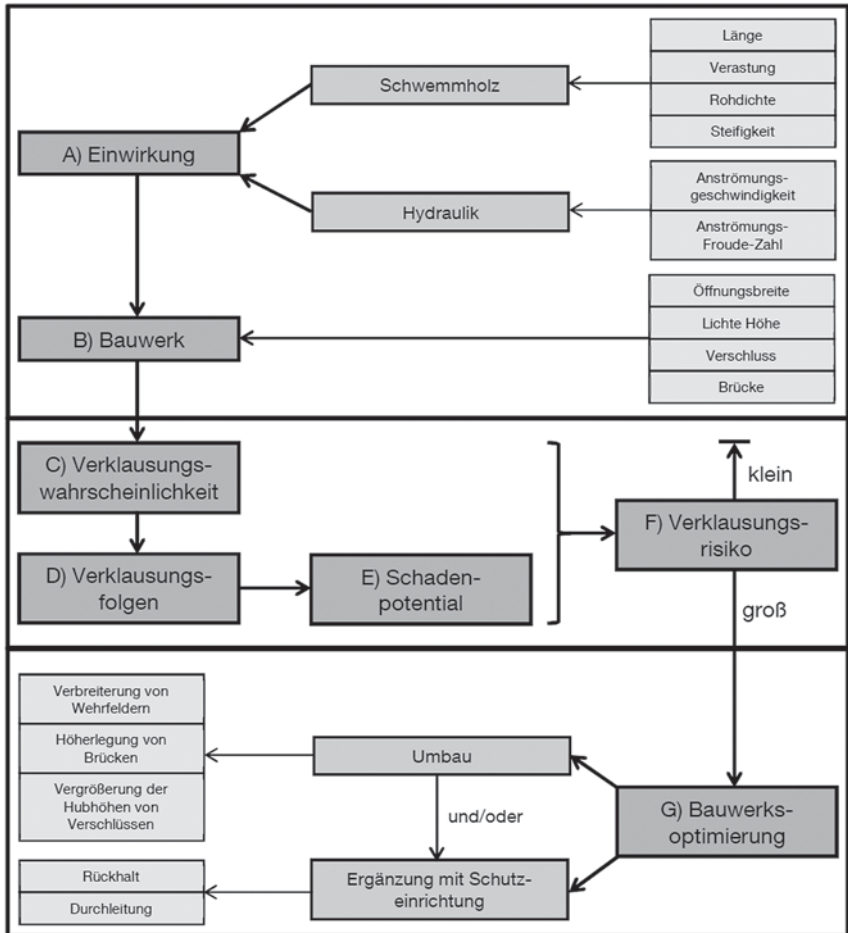 Schwemmholz
Länge
Verastung
Rohdichte
Steifigkeit
A) Einwirkung
Hydraulik
Anströmungs-
geschwindigkeit
Anströmungs-
Froude-Zahl
B) Bauwerk
Öffnungsbreite
Lichte Höhe
Verschluss
Brücke
C) Verklausungs-
wahrscheinlichkeit
D) Verklausungs-
folgen
E) Schaden-
potential
klein
F) Verklausungs-
risiko
groß
Verbreiterung von
Wehrfeldern
Höherlegung von
Brücken
Vergrößerung der
Hubhöhen von
Verschlüssen
Umbau
und/oder
G) Bauwerks-
optimierung
Rückhalt
Durchleitung
Ergänzung mit Schutz-
einrichtung